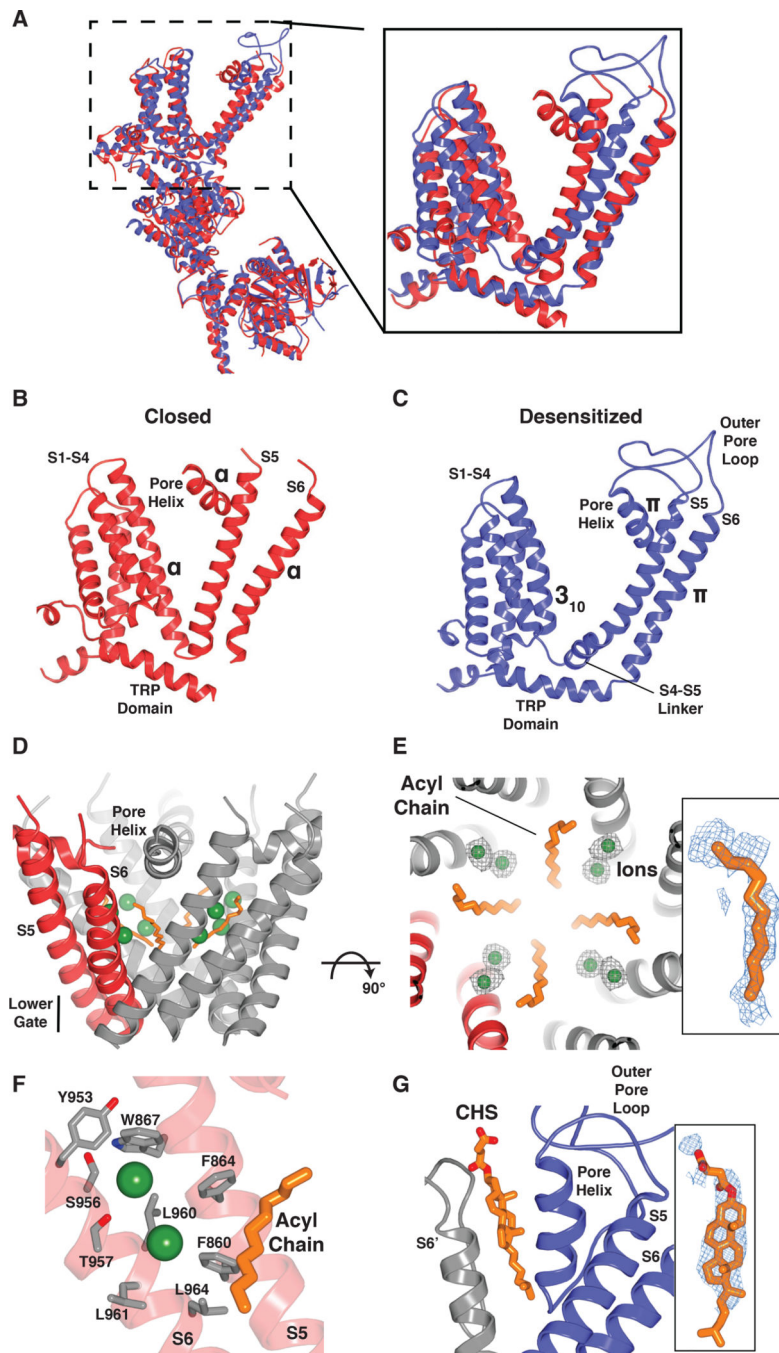 A
B
Closed
S1-S4
Pore
Helix
α
S5
S6
α
α
TRP
Domain
C
Desensitized
Outer
Pore
Loop
S1-S4
Pore
Helix
π
S5
S6
3₁₀
π
TRP
Domain
S4-S5
Linker
D
Pore
Helix
S6
S5
Lower
Gate
90°
E
Acyl
Chain
Ions
F
Y953
W867
F864
S956
L960
Acyl
Chain
T957
F860
L961
L964
S6
S5
G
CHS
Outer
Pore
Loop
Pore
Helix
S5
S6'
S6